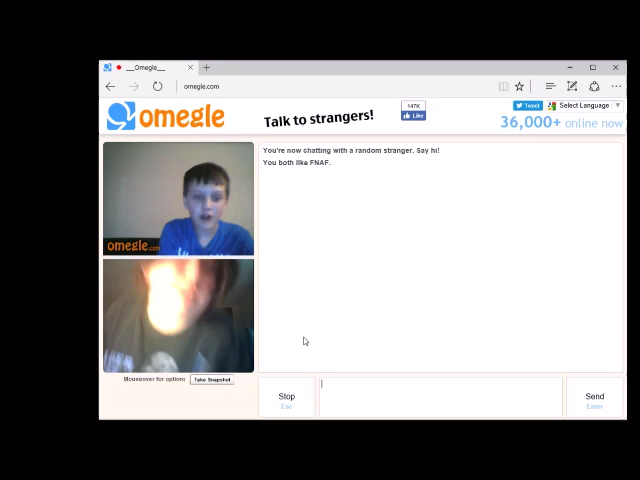 __Omegle__
omegle.com
omegle
Talk to strangers!
147K
Like
Tweet
Select Language
36,000+ online now
You're now chatting with a random stranger. Say hi!
You both like FNAF.
omegle.com
Mouseover for options
Take Snapshot
Stop
Esc
Send
Enter